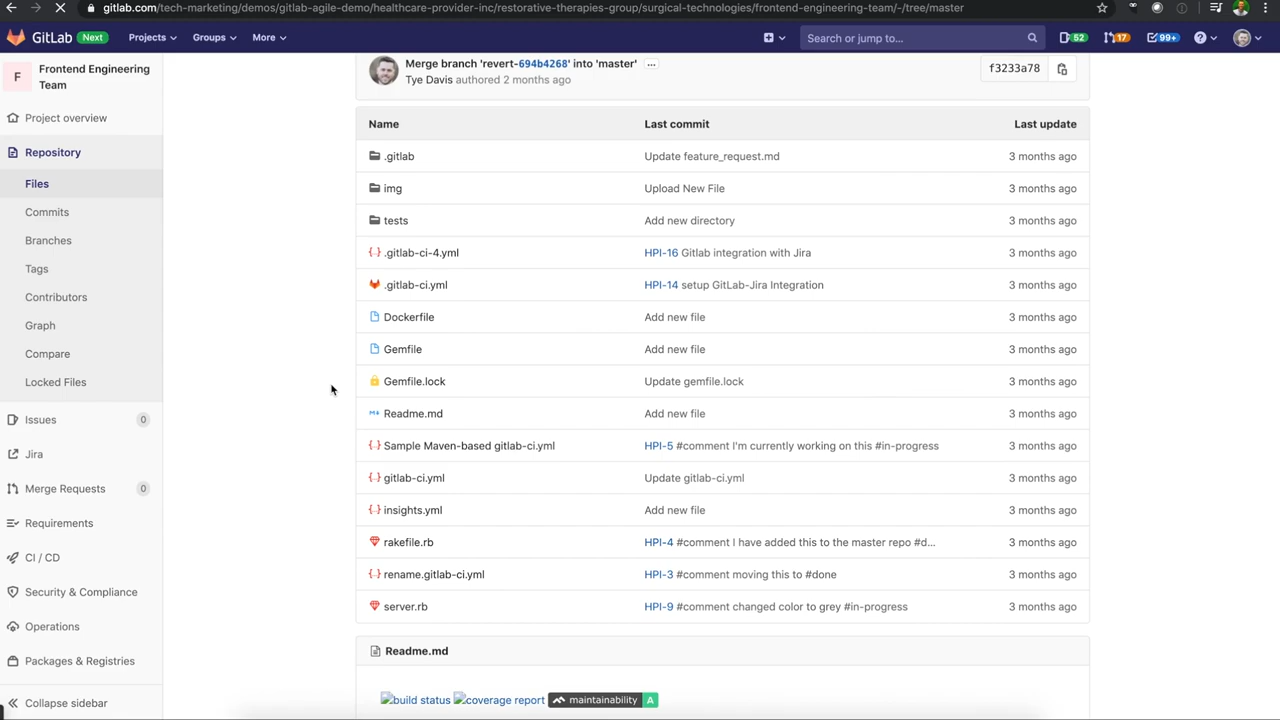 gitlab.com/tech-marketing/demos/gitlab-agile-demo/healthcare-provider-inc/restorative-therapies-group/surgical-technologies/frontend-engineering-team/-/tree/master
GitLab Next Projects Groups More Search or jump to... 52 17 99+
F Frontend Engineering Team
Project overview
Repository
Files
Commits
Branches
Tags
Contributors
Graph
Compare
Locked Files
Issues 0
Jira
Merge Requests 0
Requirements
CI / CD
Security & Compliance
Operations
Packages & Registries
Collapse sidebar
Merge branch 'revert-694b4268' into 'master' ...
Tye Davis authored 2 months ago
f3233a78
Name Last commit Last update
.gitlab Update feature_request.md 3 months ago
img Upload New File 3 months ago
tests Add new directory 3 months ago
.gitlab-ci-4.yml HPI-16 Gitlab integration with Jira 3 months ago
.gitlab-ci.yml HPI-14 setup GitLab-Jira Integration 3 months ago
Dockerfile Add new file 3 months ago
Gemfile Add new file 3 months ago
Gemfile.lock Update gemfile.lock 3 months ago
Readme.md Add new file 3 months ago
Sample Maven-based gitlab-ci.yml HPI-5 #comment I'm currently working on this #in-progress 3 months ago
gitlab-ci.yml Update gitlab-ci.yml 3 months ago
insights.yml Add new file 3 months ago
rakefile.rb HPI-4 #comment I have added this to the master repo #d... 3 months ago
rename.gitlab-ci.yml HPI-3 #comment moving this to #done 3 months ago
server.rb HPI-9 #comment changed color to grey #in-progress 3 months ago
Readme.md
build status coverage report maintainability A